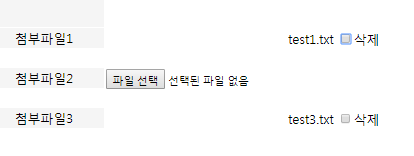 첨부파일1 test1.txt 삭제
첨부파일2 파일 선택 선택된 파일 없음
첨부파일3 test3.txt 삭제